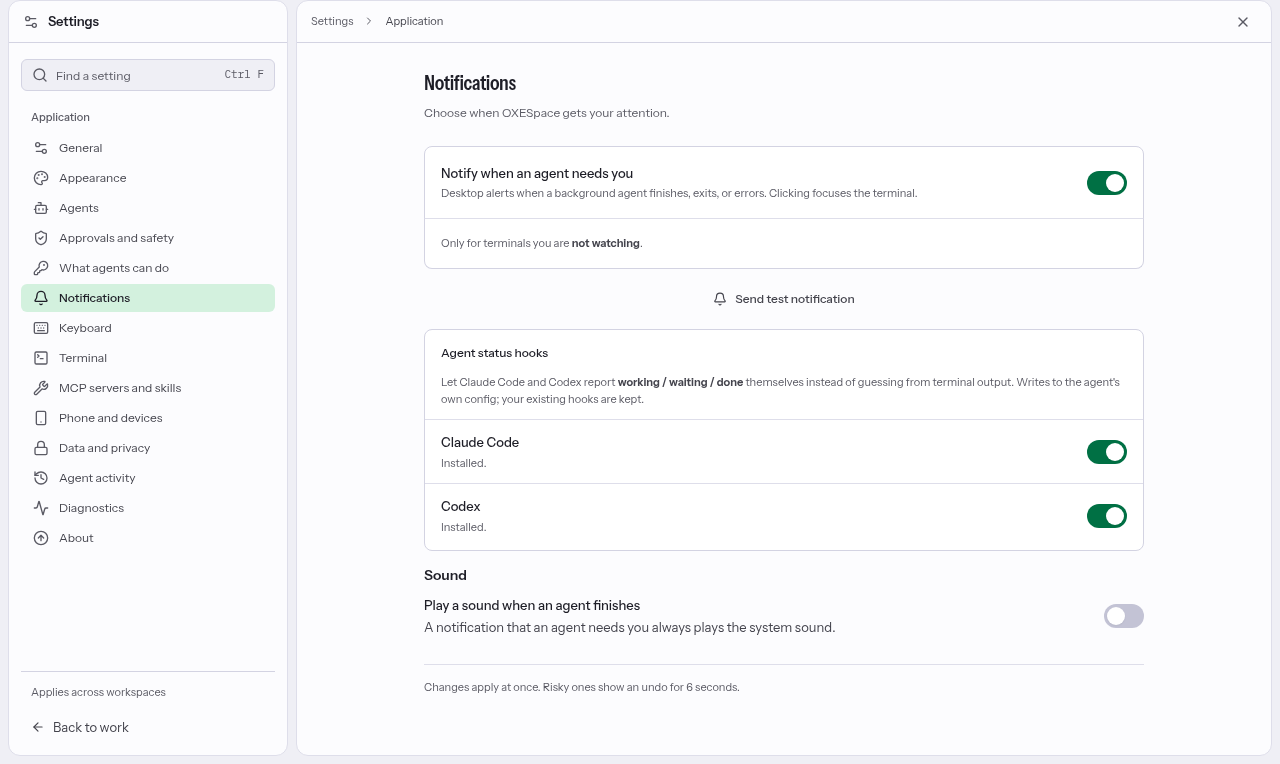 Settings
Find a setting
Ctrl F
Application
General
Appearance
Agents
Approvals and safety
What agents can do
Notifications
Keyboard
Terminal
MCP servers and skills
Phone and devices
Data and privacy
Agent activity
Diagnostics
About
Applies across workspaces
Back to work
Settings
Application
Notifications
Choose when OXESpace gets your attention.
Notify when an agent needs you
Desktop alerts when a background agent finishes, exits, or errors. Clicking focuses the terminal.
Only for terminals you are not watching.
Send test notification
Agent status hooks
Let Claude Code and Codex report working / waiting / done themselves instead of guessing from terminal output. Writes to the agent's
own config; your existing hooks are kept.
Claude Code
Installed.
Codex
Installed.
Sound
Play a sound when an agent finishes
A notification that an agent needs you always plays the system sound.
Changes apply at once. Risky ones show an undo for 6 seconds.